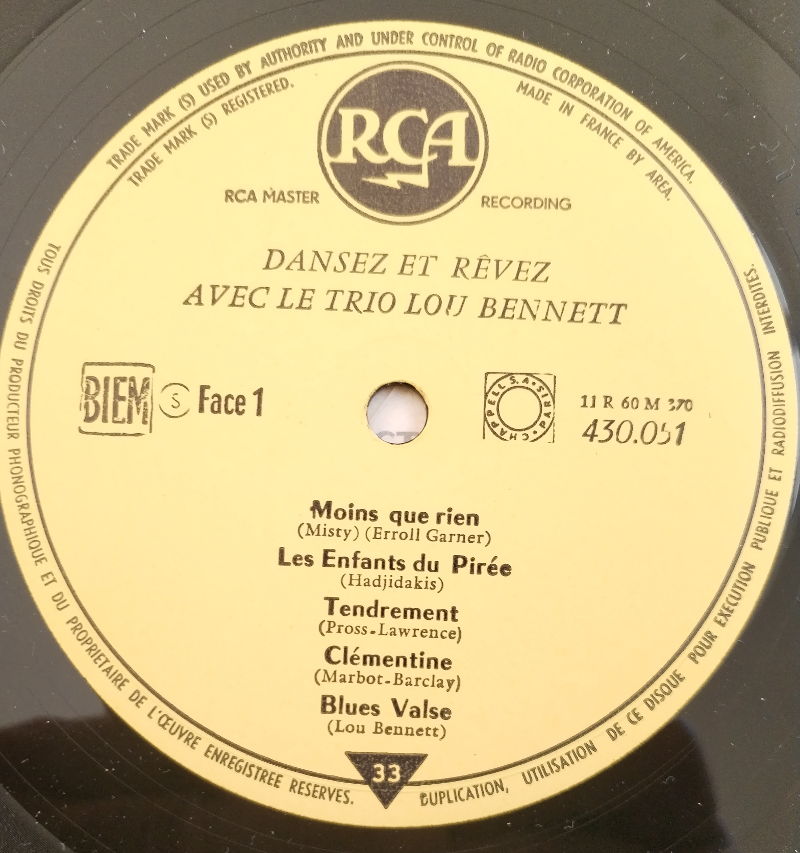 TRADE MARK (S) USED BY AUTHORITY AND UNDER CONTROL OF RADIO CORPORATION OF AMERICA.
TRADE MARK (S) REGISTERED.
MADE IN FRANCE BY AREA.
RCA
RCA MASTER RECORDING
DANSEZ ET RÊVEZ
AVEC LE TRIO LOU BENNETT
BIEM S Face 1
CHAPPELL S.A. PARIS
11 R 60 M 370
430.051
Moins que rien
(Misty) (Erroll Garner)
Les Enfants du Pirée
(Hadjidakis)
Tendrement
(Pross-Lawrence)
Clémentine
(Marbot-Barclay)
Blues Valse
(Lou Bennett)
33
TOUS DROITS DU PRODUCTEUR PHONOGRAPHIQUE ET DU PROPRIETAIRE DE L'ŒUVRE ENREGISTREE RESERVES.
DUPLICATION, UTILISATION DE CE DISQUE POUR EXECUTION PUBLIQUE ET RADIODIFFUSION INTERDITES.